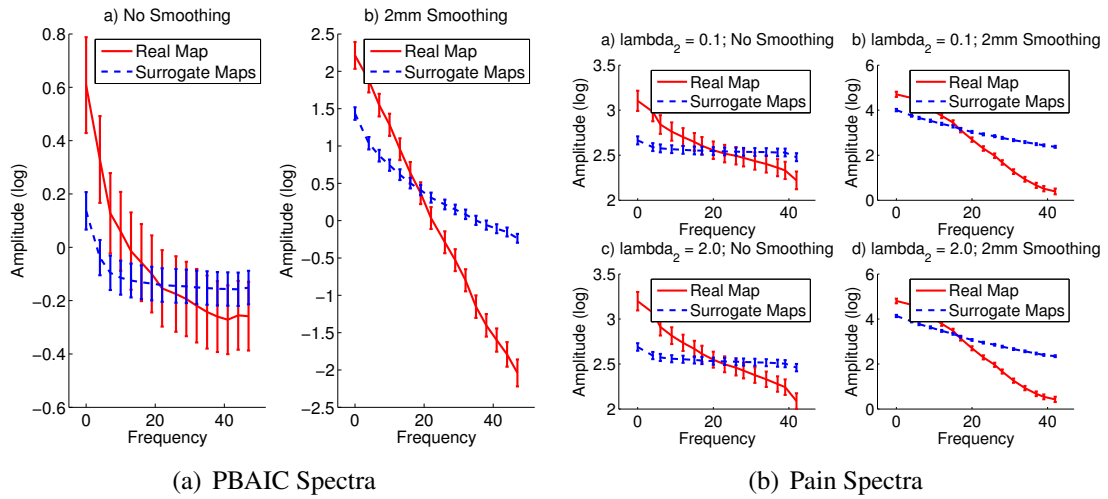 a) No Smoothing
Real Map
Surrogate Maps
Amplitude (log)
0.8
0.6
0.4
0.2
0
−0.2
−0.4
−0.6
0 20 40
Frequency
b) 2mm Smoothing
Real Map
Surrogate Maps
Amplitude (log)
2.5
2
1.5
1
0.5
0
−0.5
−1
−1.5
−2
−2.5
0 20 40
Frequency
(a) PBAIC Spectra
a) lambda2 = 0.1; No Smoothing
Real Map
Surrogate Maps
Amplitude (log)
3.5
3
2.5
2
0 20 40
Frequency
b) lambda2 = 0.1; 2mm Smoothing
Real Map
Surrogate Maps
Amplitude (log)
6
4
2
0
0 20 40
Frequency
c) lambda2 = 2.0; No Smoothing
Real Map
Surrogate Maps
Amplitude (log)
3.5
3
2.5
2
0 20 40
Frequency
d) lambda2 = 2.0; 2mm Smoothing
Real Map
Surrogate Maps
Amplitude (log)
6
4
2
0
0 20 40
Frequency
(b) Pain Spectra